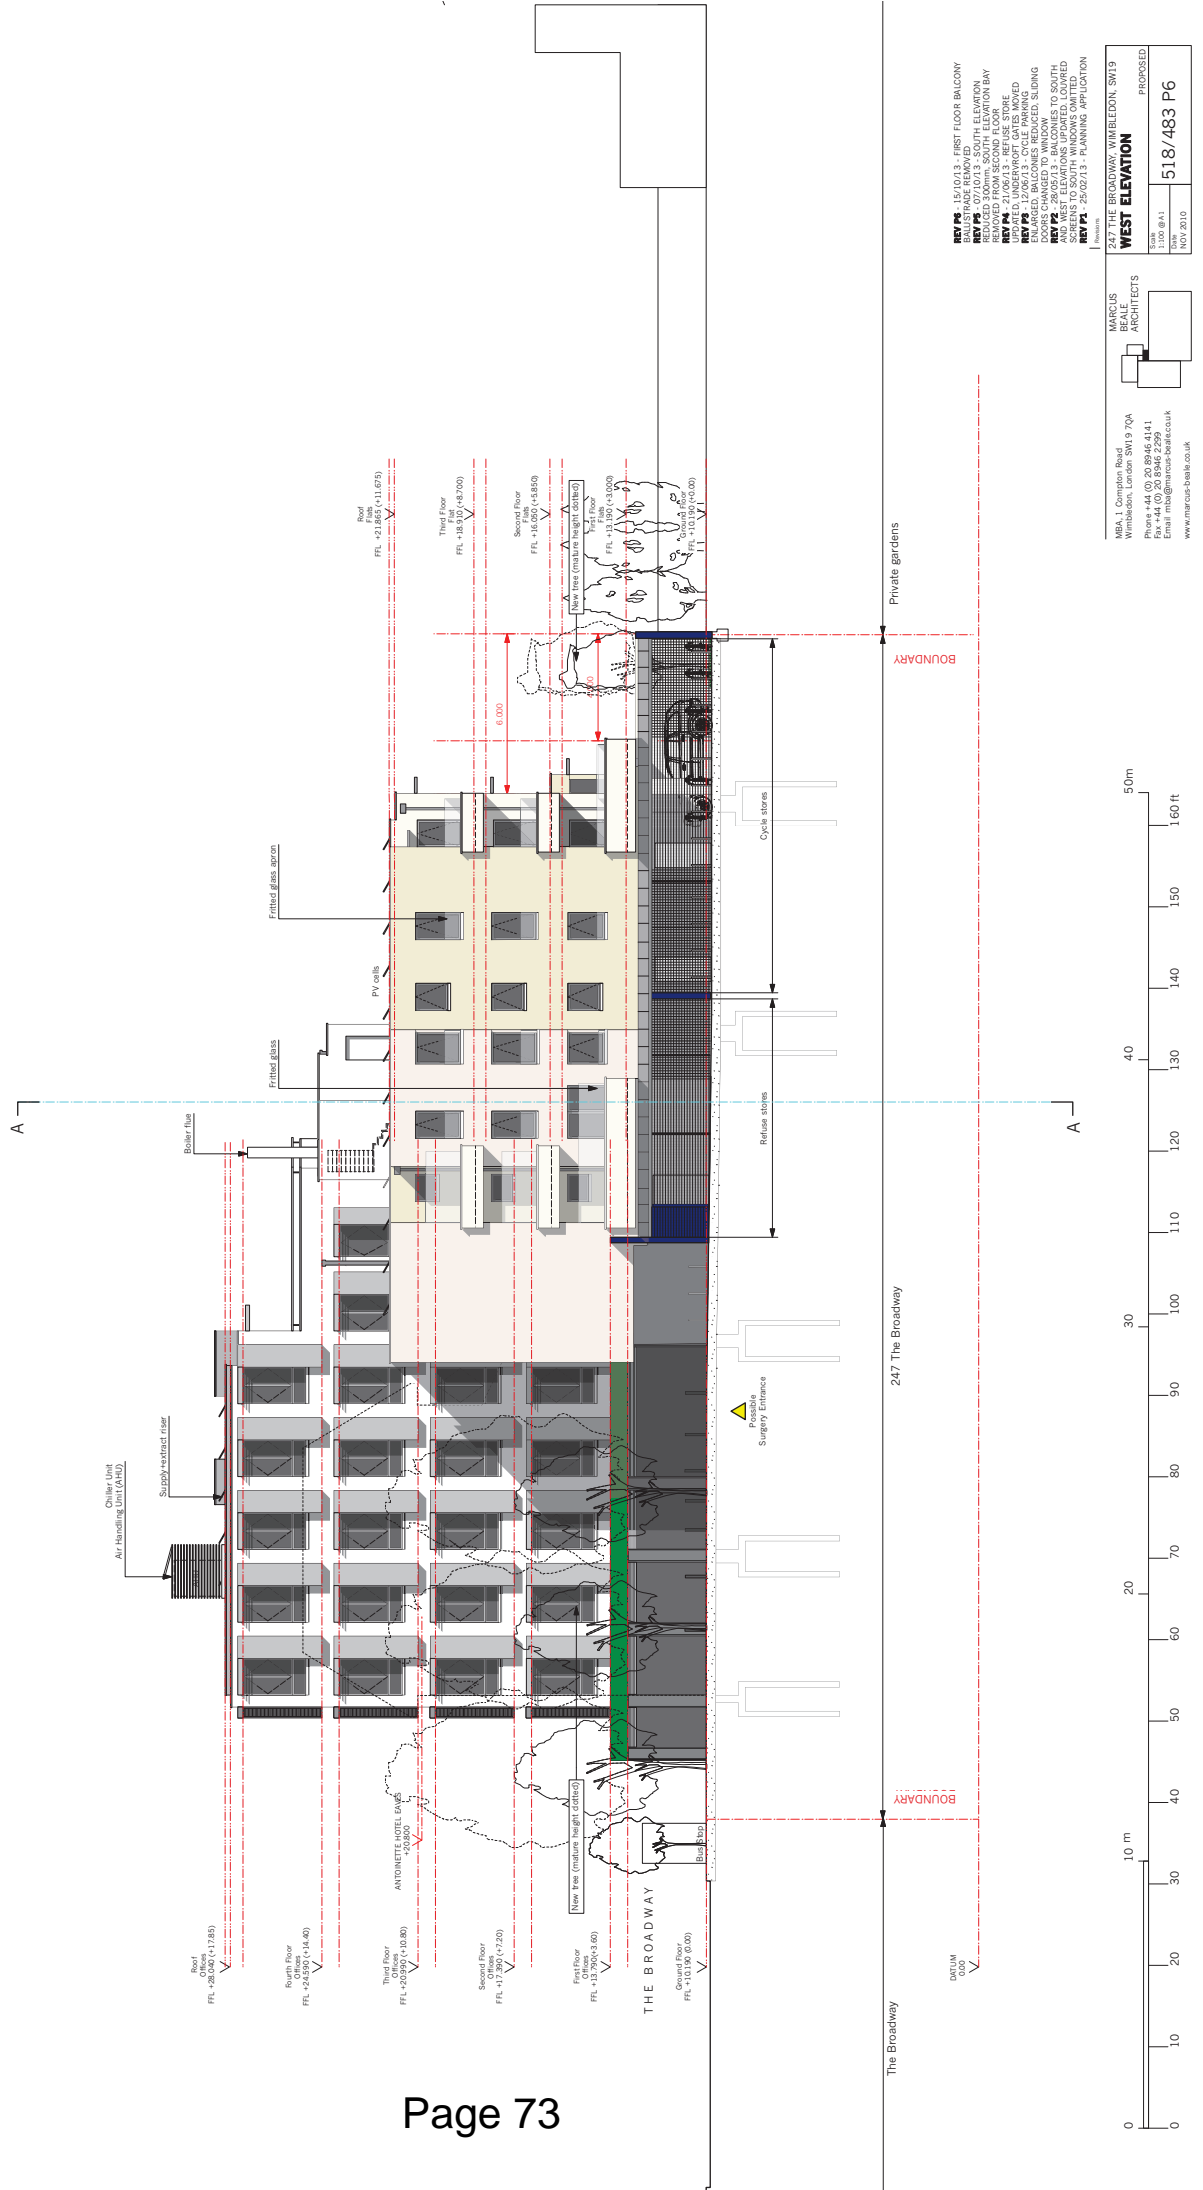 A
A
Chiller Unit
Air Handling Unit (AHU)
Supply+extract riser
Boiler flue
Fritted glass
PV cells
Fritted glass apron
Roof
Offices
FFL +28.040 (+17.85)
Fourth Floor
Offices
FFL +24.590 (+14.40)
Third Floor
Offices
FFL +20.990 (+10.80)
Second Floor
Offices
FFL +17.390 (+7.20)
First Floor
Offices
FFL +13.790(+3.60)
THE BROADWAY
Ground Floor
FFL +10.190 (0.00)
ANTOINETTE HOTEL EAVES
+20.800
New tree (mature height dotted)
Bus Stop
Roof
Flats
FFL +21.865 (+11.675)
Third Floor
Flat
FFL +18.910 (+8.700)
Second Floor
Flats
FFL +16.050 (+5.850)
New tree (mature height dotted)
First Floor
Flats
FFL +13.190 (+3.000)
Ground Floor
FFL +10.190 (+0.00)
6.000
Possible
Surgery Entrance
Refuse stores
Cycle stores
The Broadway
247 The Broadway
Private gardens
BOUNDARY
BOUNDARY
DATUM
0.00
0
10 m
20
30
40
50m
0
10
20
30
40
50
60
70
80
90
100
110
120
130
140
150
160 ft
REV P6 - 15/10/13 - FIRST FLOOR BALCONY
BALUSTRADE REMOVED
REV P5 - 07/10/13 - SOUTH ELEVATION
REDUCED 300mm, SOUTH ELEVATION BAY
REMOVED FROM SECOND FLOOR
REV P4 - 21/06/13 - REFUSE STORE
UPDATED, UNDERCROFT GATES MOVED
REV P3 - 12/06/13 - CYCLE PARKING
ENLARGED, BALCONIES REDUCED, SLIDING
DOORS CHANGED TO WINDOW
REV P2 - 28/05/13 - BALCONIES TO SOUTH
AND WEST ELEVATIONS UPDATED, LOUVRED
SCREENS TO SOUTH WINDOWS OMITTED
REV P1 - 25/02/13 - PLANNING APPLICATION
Revisions
MBA, 1 Compton Road
Wimbledon, London SW19 7QA
Phone +44 (0) 20 8946 4141
Fax +44 (0) 20 8946 2299
Email mba@marcus-beale.co.uk
www.marcus-beale.co.uk
MARCUS
BEALE
ARCHITECTS
247 THE BROADWAY, WIMBLEDON, SW19
WEST ELEVATION
PROPOSED
Scale
1:100 @A1
Date
NOV 2010
518/483 P6
Page 73